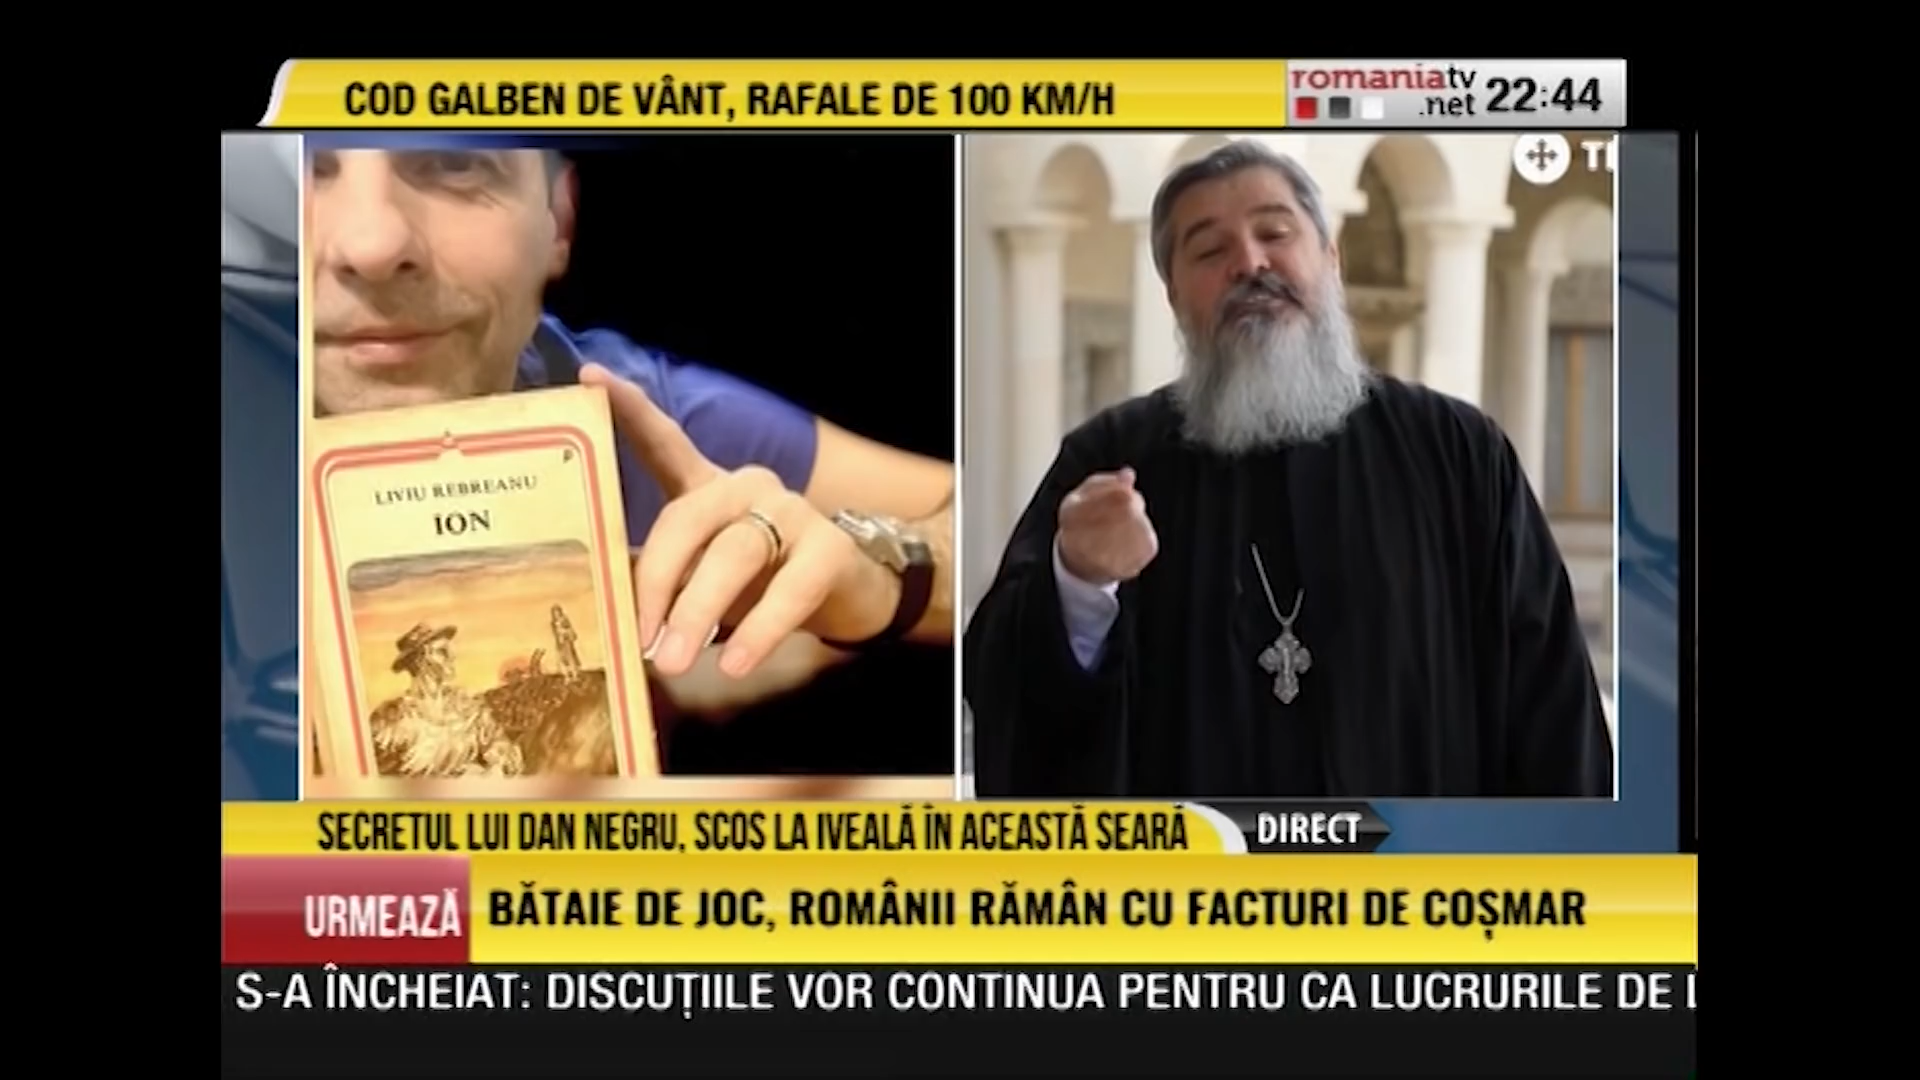 COD GALBEN DE VÂNT, RAFALE DE 100 KM/H
romaniatv
.net
22:44
LIVIU REBREANU
ION
SECRETUL LUI DAN NEGRU, SCOS LA IVEALĂ ÎN ACEASTĂ SEARĂ
DIRECT
URMEAZĂ
BĂTAIE DE JOC, ROMÂNII RĂMÂN CU FACTURI DE COȘMAR
S-A ÎNCHEIAT: DISCUȚIILE VOR CONTINUA PENTRU CA LUCRURILE DE